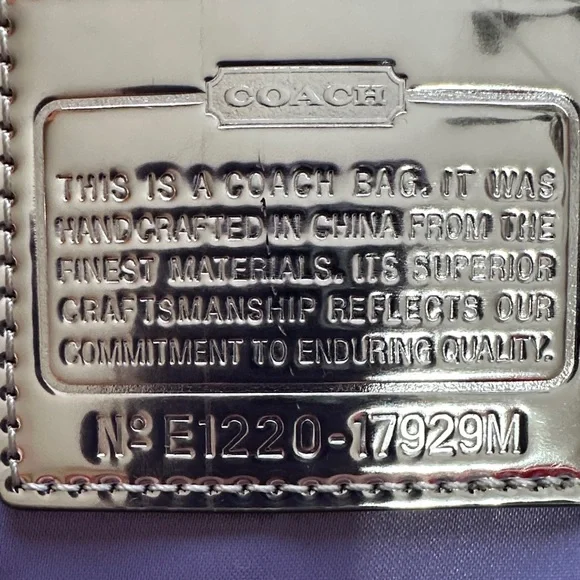 COACH
THIS IS A COACH BAG. IT WAS
HANDCRAFTED IN CHINA FROM THE
FINEST MATERIALS. ITS SUPERIOR
CRAFTSMANSHIP REFLECTS OUR
COMMITMENT TO ENDURING QUALITY.
Nº E1220-17929M